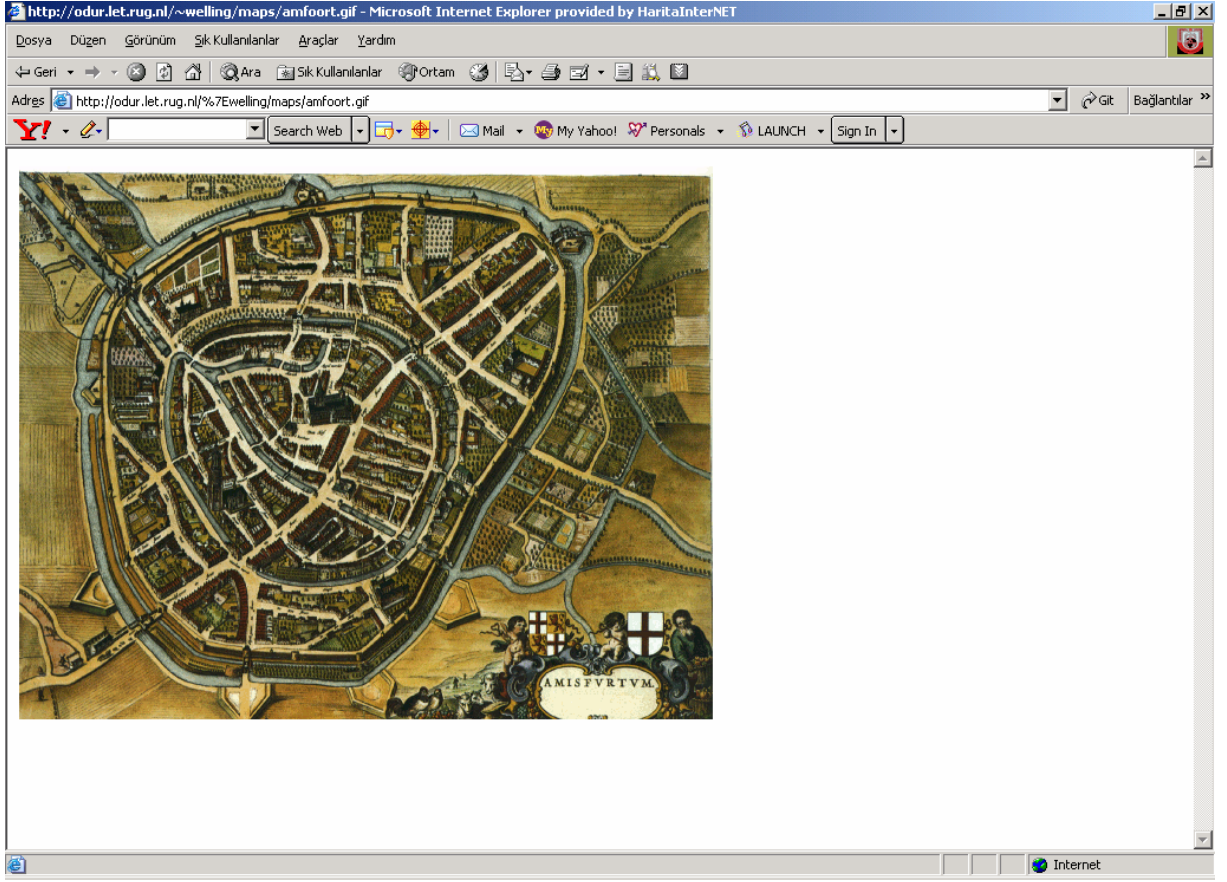 http://odur.let.rug.nl/~welling/maps/amfoort.gif - Microsoft Internet Explorer provided by HaritaInterNET
Dosya Düzen Görünüm Sık Kullanılanlar Araçlar Yardım
Geri Ara Sık Kullanılanlar Ortam
Adres http://odur.let.rug.nl/%7Ewelling/maps/amfoort.gif Git Bağlantılar »
Y! Search Web Mail My My Yahoo! Personals LAUNCH Sign In
AMISFVRTVM.
Internet